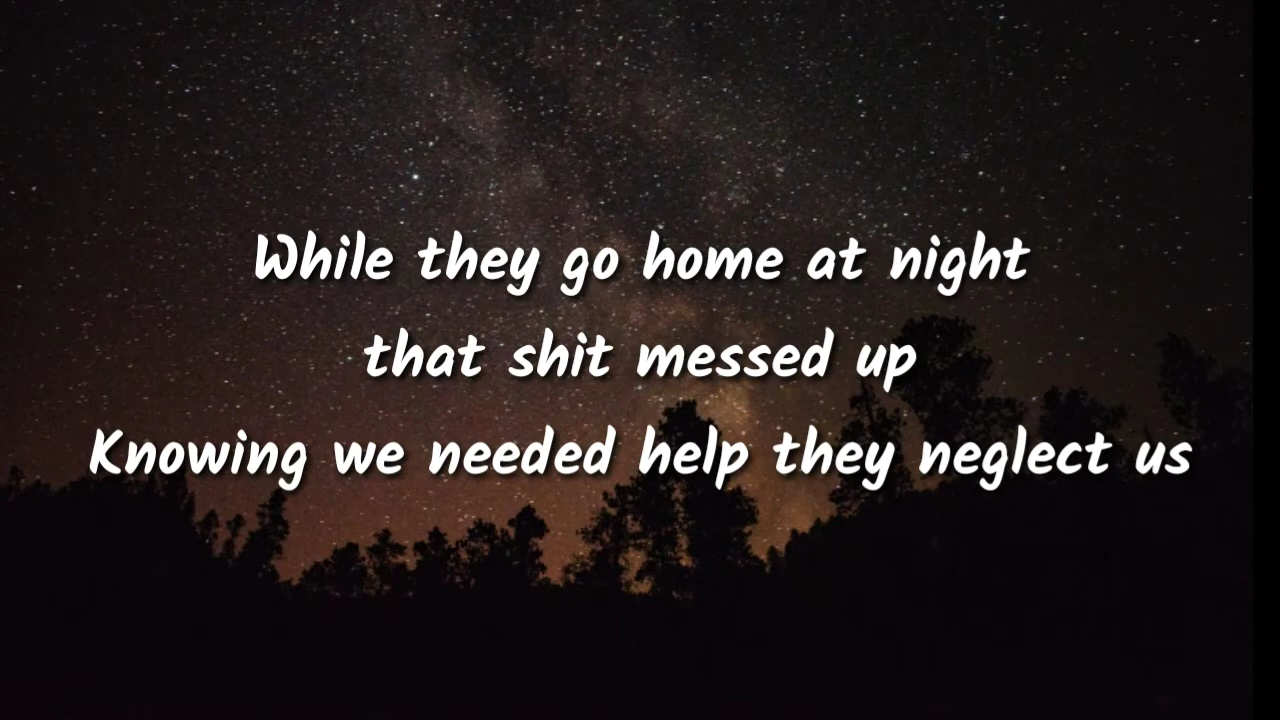 While they go home at night
that shit messed up
Knowing we needed help they neglect us